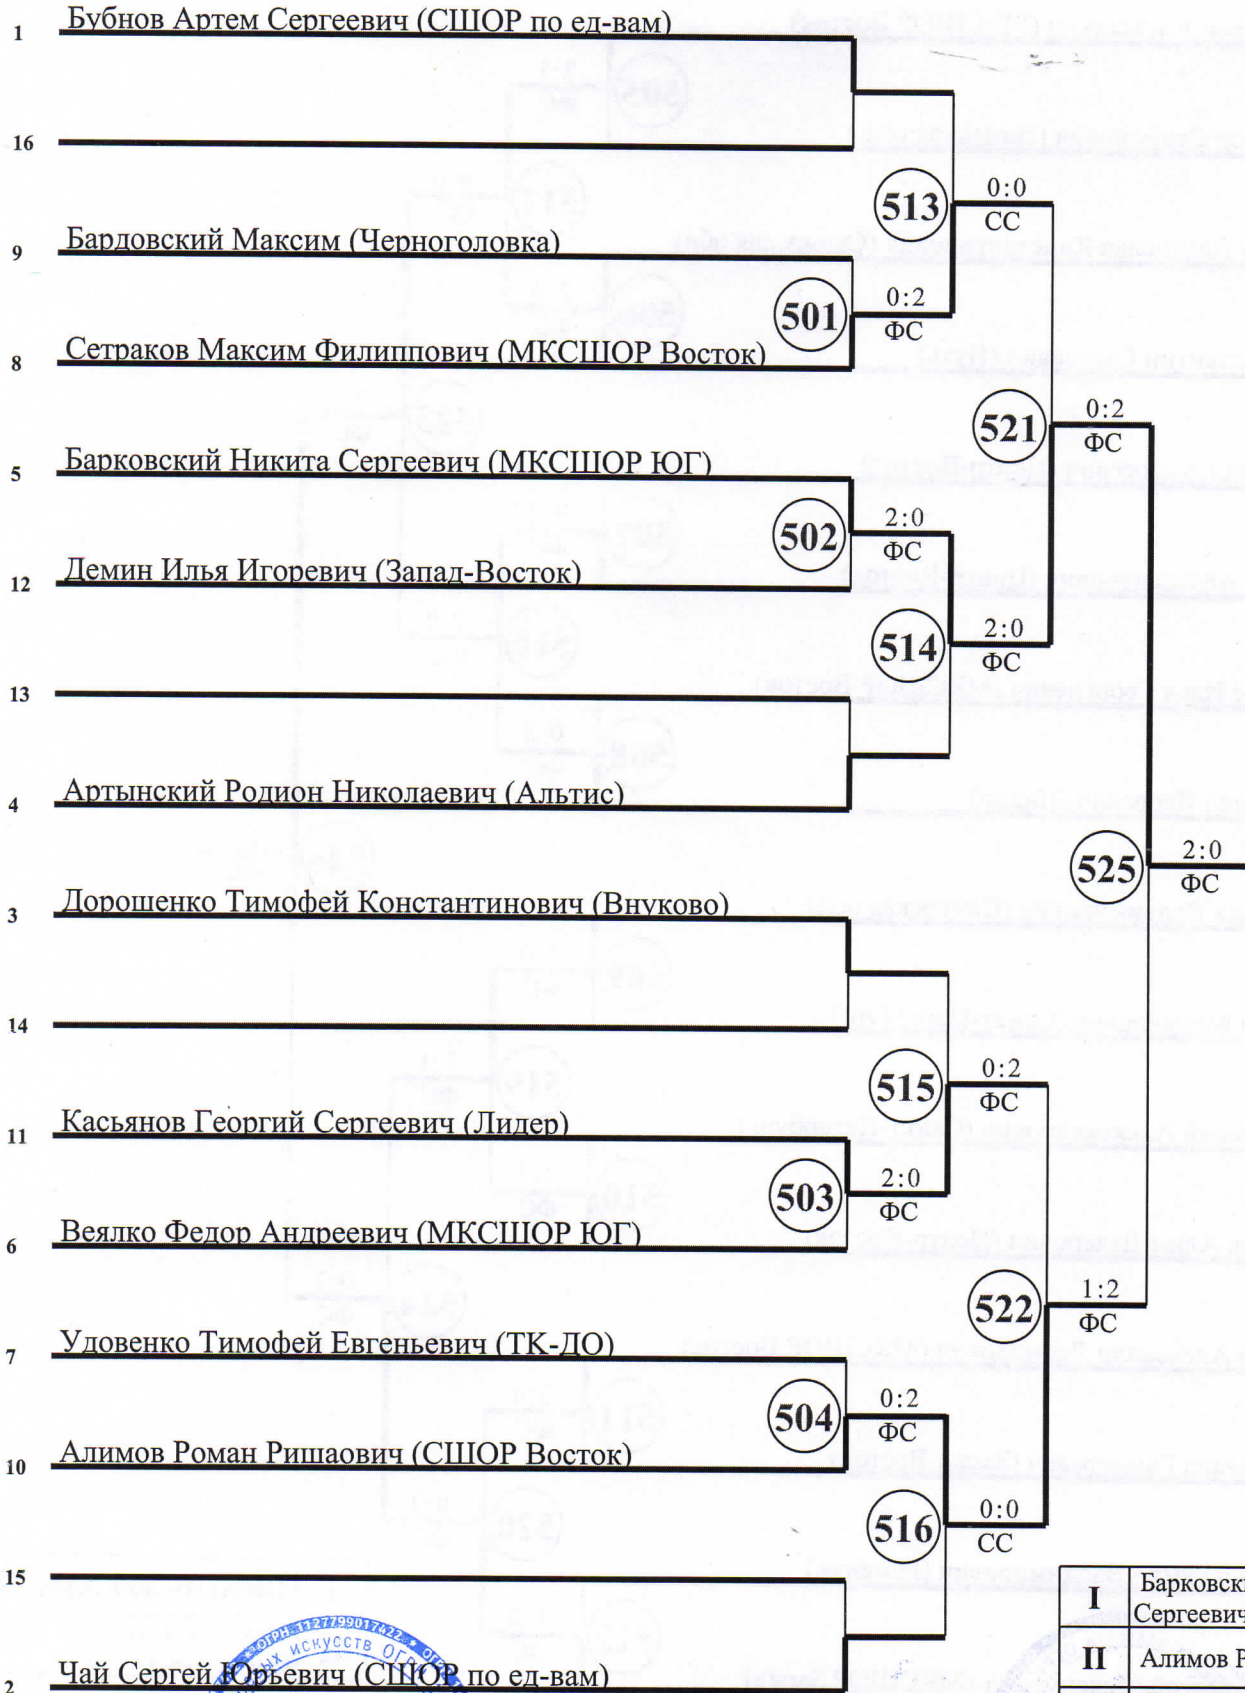 1 Бубнов Артем Сергеевич (СШОР по ед-вам)
16
513 0:0
СС
9 Бардовский Максим (Черноголовка)
501 0:2
ФС
8 Сетраков Максим Филиппович (МКСШОР Восток)
521 0:2
ФС
5 Барковский Никита Сергеевич (МКСШОР ЮГ)
502 2:0
ФС
12 Демин Илья Игоревич (Запад-Восток)
514 2:0
ФС
13
4 Артынский Родион Николаевич (Альтис)
525 2:0
ФС
3 Дорошенко Тимофей Константинович (Внуково)
14
515 0:2
ФС
11 Касьянов Георгий Сергеевич (Лидер)
503 2:0
ФС
6 Веялко Федор Андреевич (МКСШОР ЮГ)
522 1:2
ФС
7 Удовенко Тимофей Евгеньевич (ТК-ДО)
504 0:2
ФС
10 Алимов Роман Ришаович (СШОР Восток)
516 0:0
СС
15
I Барковски
Сергеевич
II Алимов Р
ОГРН 1127799017422
искусств ОГРН
2 Чай Сергей Юрьевич (СШОР по ед-вам)